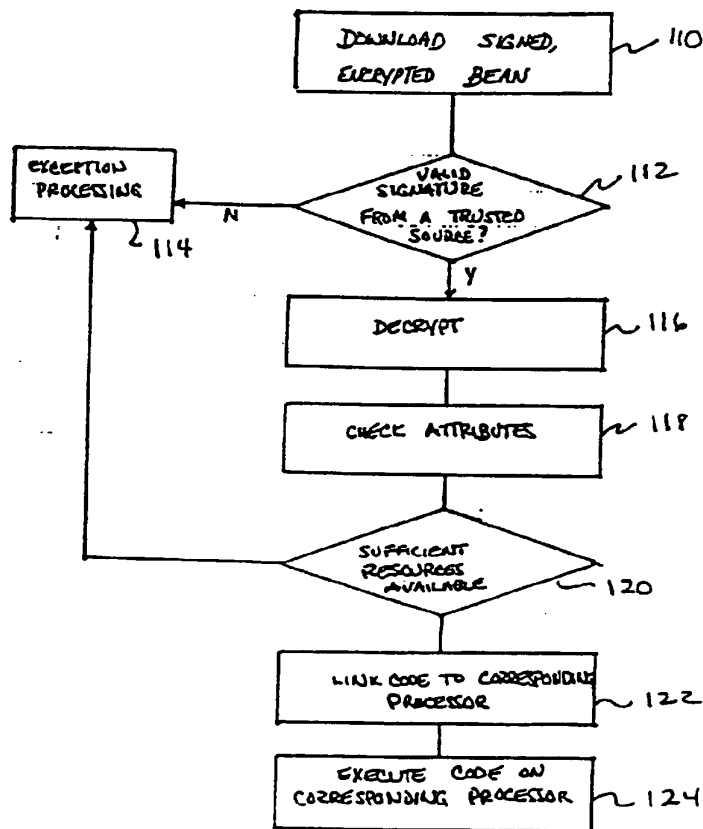 DOWNLOAD SIGNED,
ENCRYPTED BEAN
110
VALID
SIGNATURE
FROM A TRUSTED
SOURCE?
112
N
EXCEPTION
PROCESSING
114
Y
DECRYPT
116
CHECK ATTRIBUTES
118
SUFFICIENT
RESOURCES
AVAILABLE
120
LINK CODE TO CORRESPONDING
PROCESSOR
122
EXECUTE CODE ON
CORRESPONDING PROCESSOR
124